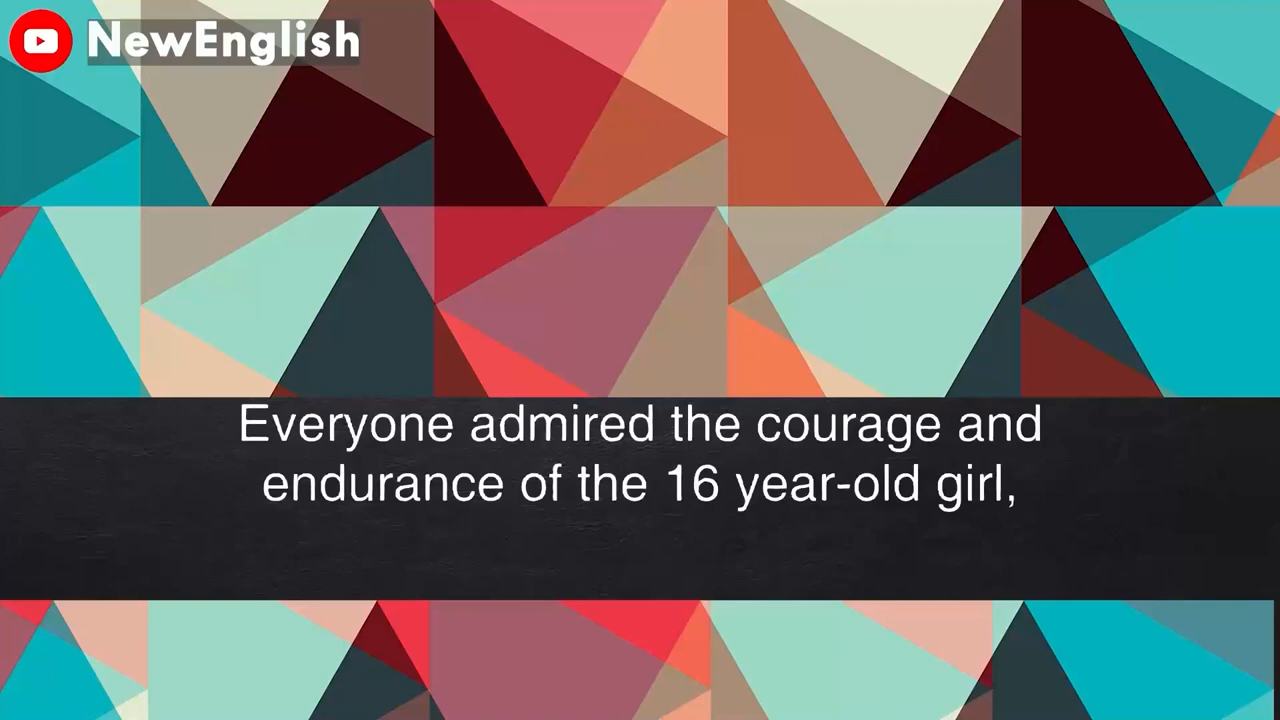 NewEnglish
Everyone admired the courage and
endurance of the 16 year-old girl,